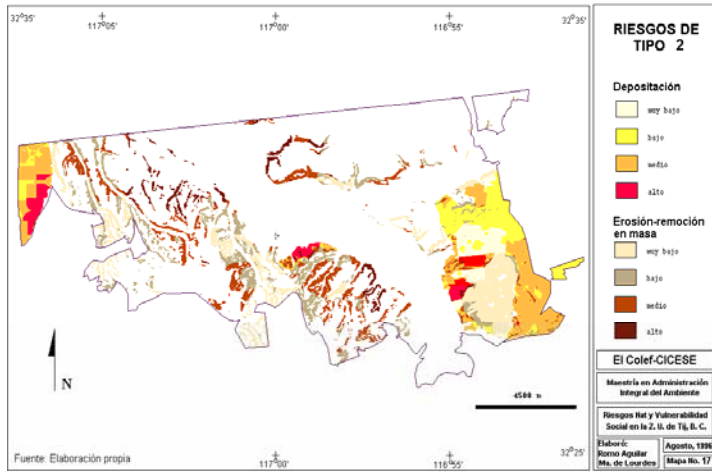 32°35'
117°05'
117°00'
116°55'
32°35'
RIESGOS DE
TIPO 2
Depositación
muy bajo
bajo
medio
alto
Erosión-remoción
en masa
muy bajo
bajo
medio
alto
N
4500 m
Fuente: Elaboración propia
117°00'
116°55'
32°25'
El Colef-CICESE
Maestría en Administración
Integral del Ambiente
Riesgos Nat y Vulnerabilidad
Social en la Z. U. de Tij, B. C.
Elaboró:
Romo Aguilar
Ma. de Lourdes
Agosto, 1996
Mapa No. 17